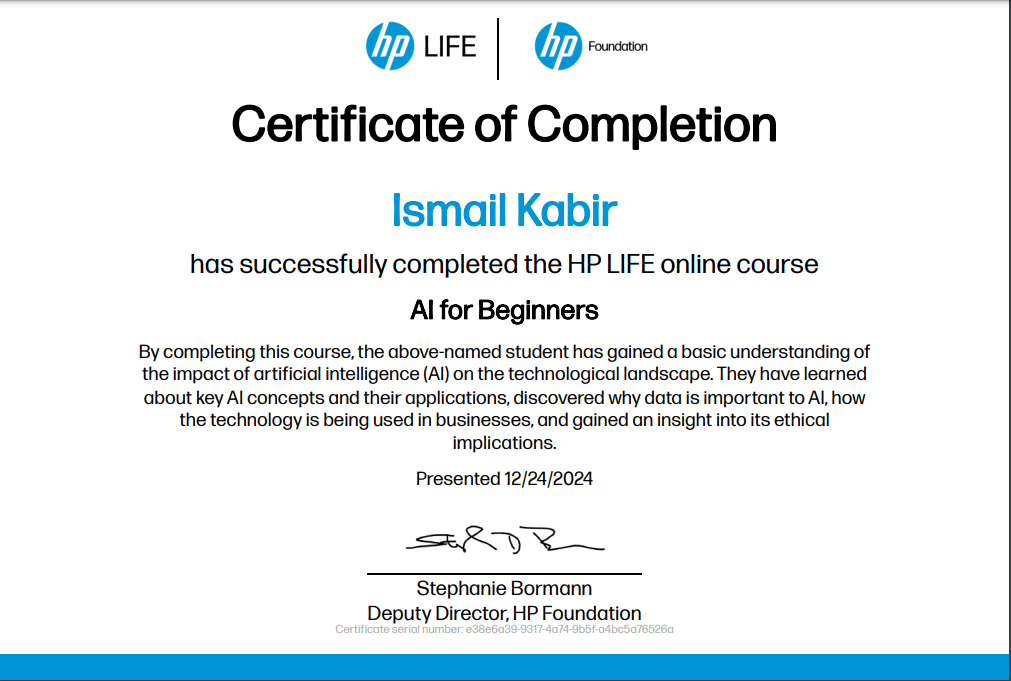 hp LIFE
hp Foundation
Certificate of Completion
Ismail Kabir
has successfully completed the HP LIFE online course
AI for Beginners
By completing this course, the above-named student has gained a basic understanding of
the impact of artificial intelligence (AI) on the technological landscape. They have learned
about key AI concepts and their applications, discovered why data is important to AI, how
the technology is being used in businesses, and gained an insight into its ethical
implications.
Presented 12/24/2024
Stephanie Bormann
Deputy Director, HP Foundation
Certificate serial number: e38e6a39-9317-4a74-9b5f-a4bc5a76526a